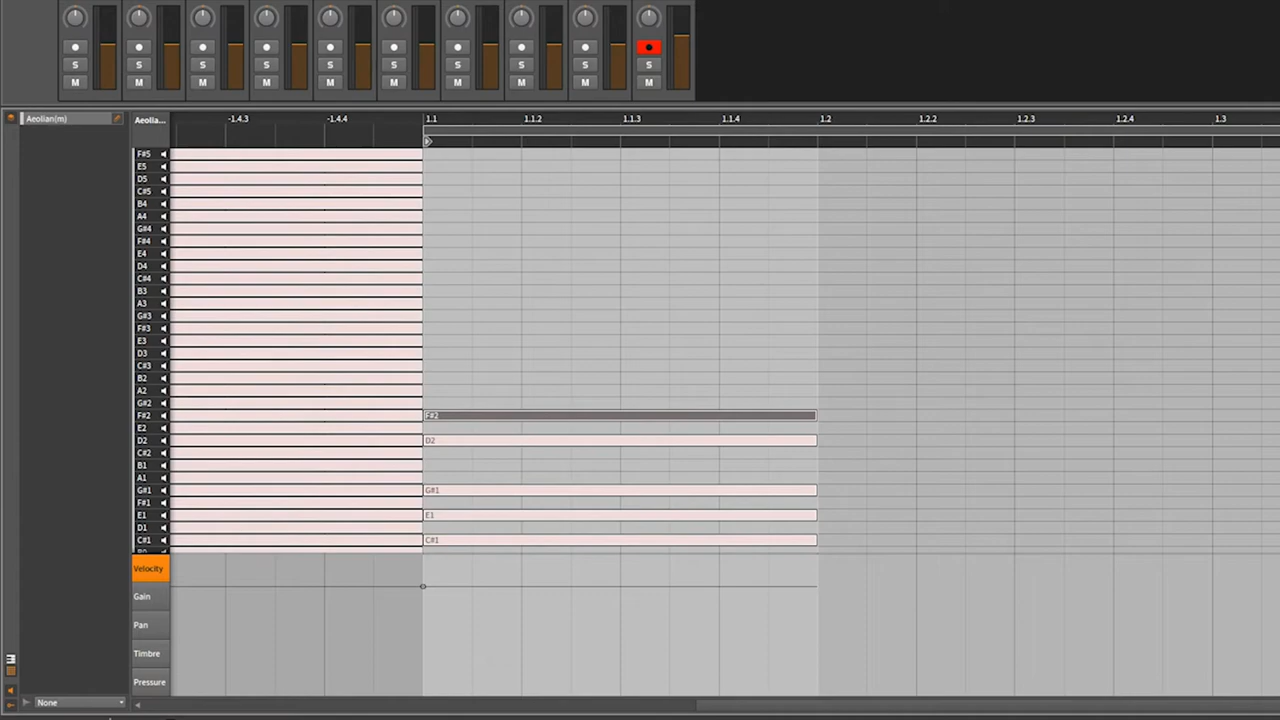 S S S S S S S S S S
M M M M M M M M M M
Aeolian(m)
Aeolia...
-1.4.3 -1.4.4 1.1 1.1.2 1.1.3 1.1.4 1.2 1.2.2 1.2.3 1.2.4 1.3
F#5
E5
D5
C#5
B4
A4
G#4
F#4
E4
D4
C#4
B3
A3
G#3
F#3
E3
D3
C#3
B2
A2
G#2
F#2 F#2
E2
D2 D2
C#2
B1
A1
G#1 G#1
F#1
E1 E1
D1
C#1 C#1
Velocity
Gain
Pan
Timbre
Pressure
None